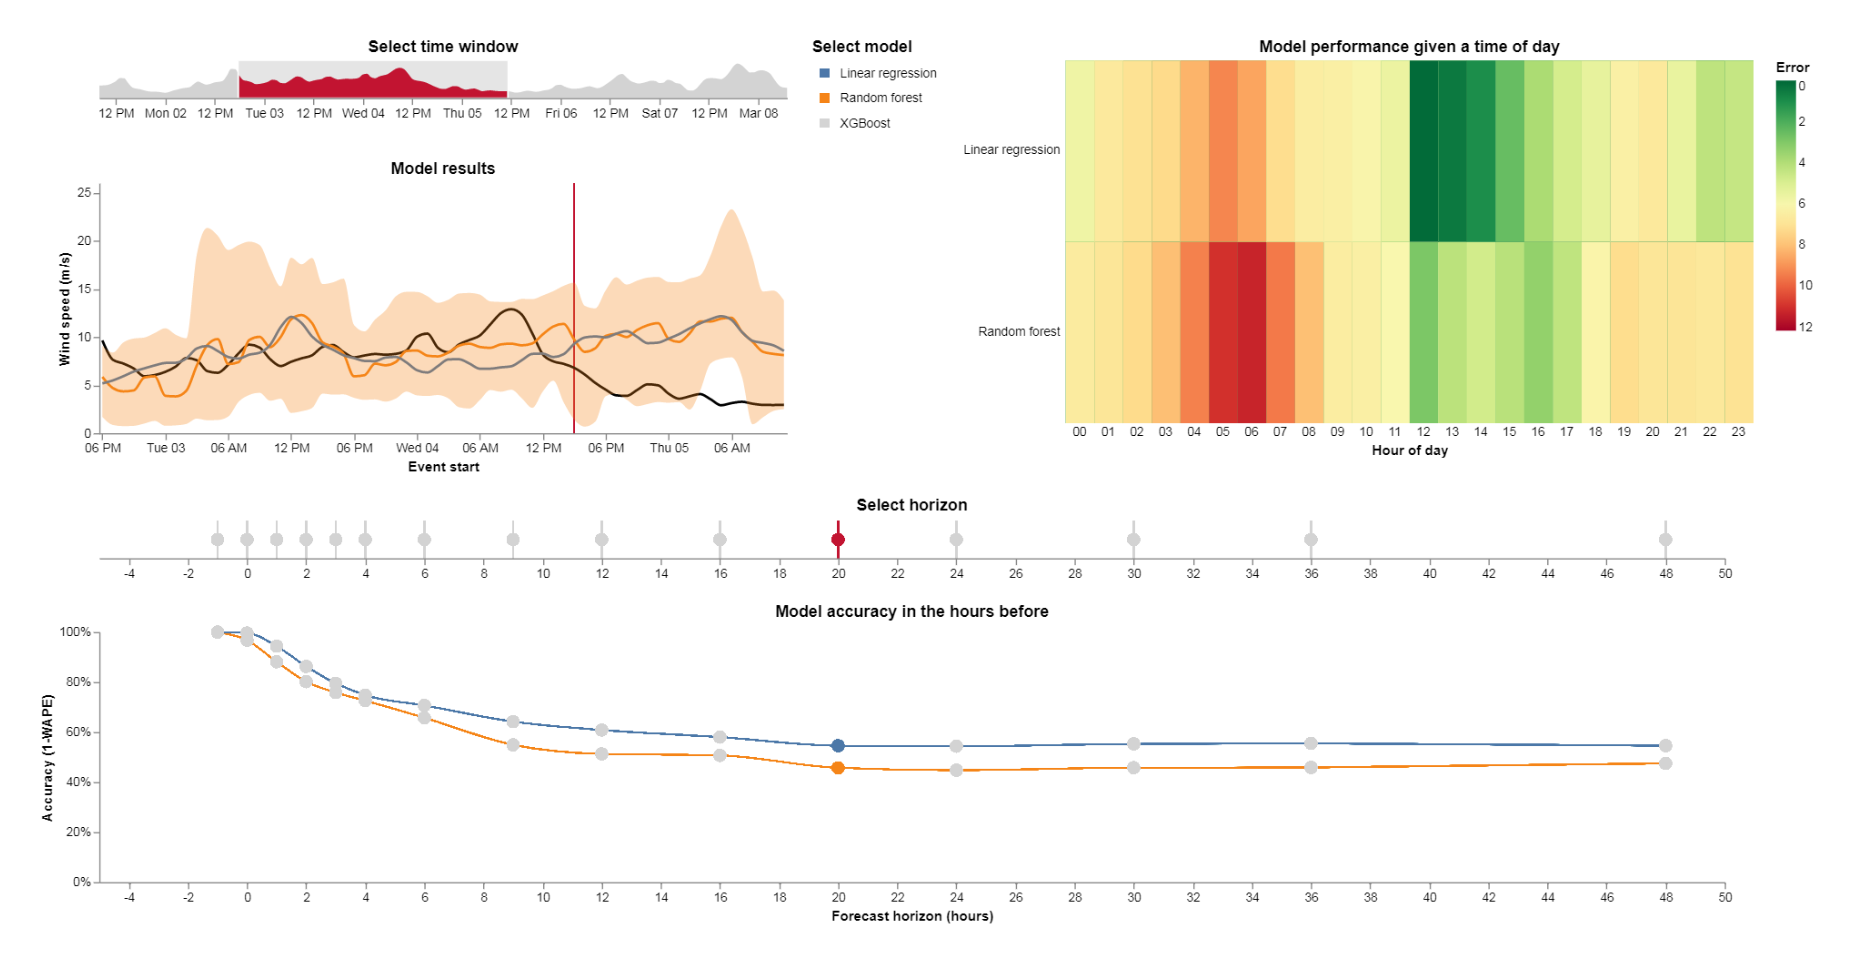 Select time window
12 PM Mon 02 12 PM Tue 03 12 PM Wed 04 12 PM Thu 05 12 PM Fri 06 12 PM Sat 07 12 PM Mar 08
Select model
Linear regression
Random forest
XGBoost
Model results
Wind speed (m/s)
25
20
15
10
5
0
06 PM Tue 03 06 AM 12 PM 06 PM Wed 04 06 AM 12 PM 06 PM Thu 05 06 AM
Event start
Model performance given a time of day
Linear regression
Random forest
00 01 02 03 04 05 06 07 08 09 10 11 12 13 14 15 16 17 18 19 20 21 22 23
Hour of day
Error
0
2
4
6
8
10
12
Select horizon
-4 -2 0 2 4 6 8 10 12 14 16 18 20 22 24 26 28 30 32 34 36 38 40 42 44 46 48 50
Model accuracy in the hours before
Accuracy (1-WAPE)
100%
80%
60%
40%
20%
0%
-4 -2 0 2 4 6 8 10 12 14 16 18 20 22 24 26 28 30 32 34 36 38 40 42 44 46 48 50
Forecast horizon (hours)